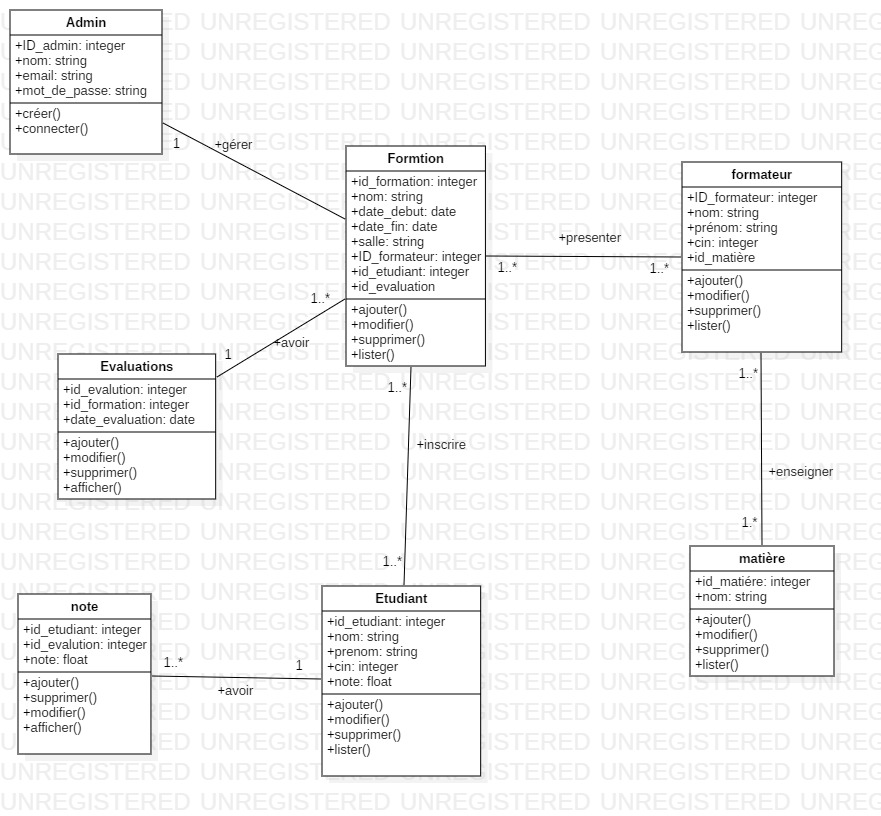 Admin
+ID_admin: integer
+nom: string
+email: string
+mot_de_passe: string
+créer()
+connecter()
1
+gérer
Formtion
+id_formation: integer
+nom: string
+date_debut: date
+date_fin: date
+salle: string
+ID_formateur: integer
+id_etudiant: integer
+id_evaluation
+ajouter()
+modifier()
+supprimer()
+lister()
+presenter
1..*
1..*
formateur
+ID_formateur: integer
+nom: string
+prénom: string
+cin: integer
+id_matière
+ajouter()
+modifier()
+supprimer()
+lister()
1..*
1
+avoir
Evaluations
+id_evalution: integer
+id_formation: integer
+date_evaluation: date
+ajouter()
+modifier()
+supprimer()
+afficher()
1..*
+inscrire
1..*
1..*
+enseigner
1.*
matière
+id_matiére: integer
+nom: string
+ajouter()
+modifier()
+supprimer()
+lister()
note
+id_etudiant: integer
+id_evalution: integer
+note: float
+ajouter()
+supprimer()
+modifier()
+afficher()
1..*
1
+avoir
Etudiant
+id_etudiant: integer
+nom: string
+prenom: string
+cin: integer
+note: float
+ajouter()
+modifier()
+supprimer()
+lister()
UNREGISTERED